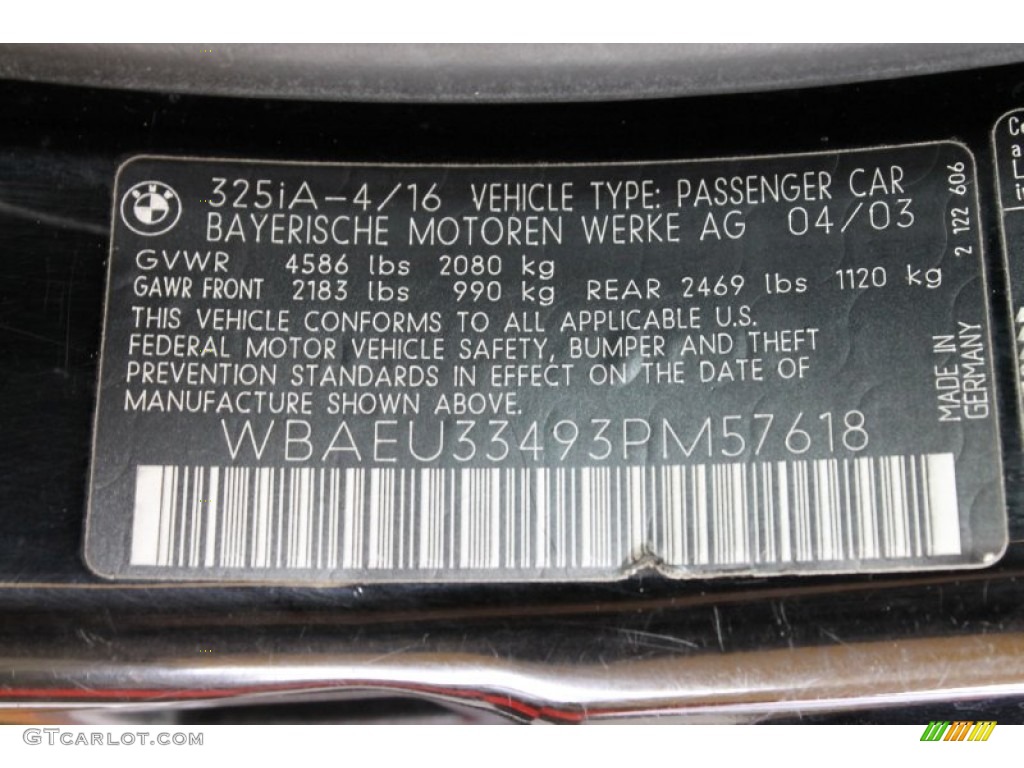 325iA-4/16 VEHICLE TYPE: PASSENGER CAR
BAYERISCHE MOTOREN WERKE AG 04/03
GVWR 4586 lbs 2080 kg
GAWR FRONT 2183 lbs 990 kg REAR 2469 lbs 1120 kg
THIS VEHICLE CONFORMS TO ALL APPLICABLE U.S.
FEDERAL MOTOR VEHICLE SAFETY, BUMPER AND THEFT
PREVENTION STANDARDS IN EFFECT ON THE DATE OF
MANUFACTURE SHOWN ABOVE.
WBAEU33493PM57618
2 122 606
MADE IN
GERMANY
GTcarlot.com